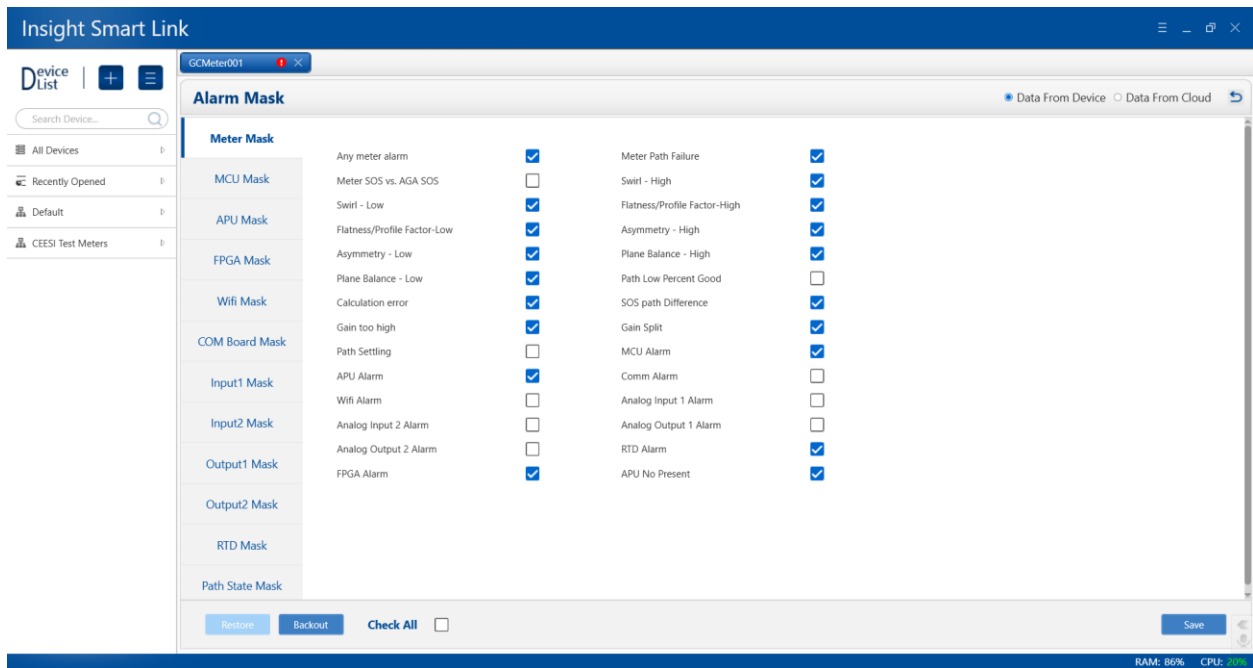 Insight Smart Link
Device List
Search Device...
All Devices
Recently Opened
Default
CEESI Test Meters
GCMeter001
Alarm Mask
Data From Device Data From Cloud
Meter Mask
MCU Mask
APU Mask
FPGA Mask
Wifi Mask
COM Board Mask
Input1 Mask
Input2 Mask
Output1 Mask
Output2 Mask
RTD Mask
Path State Mask
Any meter alarm Meter Path Failure
Meter SOS vs. AGA SOS Swirl - High
Swirl - Low Flatness/Profile Factor-High
Flatness/Profile Factor-Low Asymmetry - High
Asymmetry - Low Plane Balance - High
Plane Balance - Low Path Low Percent Good
Calculation error SOS path Difference
Gain too high Gain Split
Path Settling MCU Alarm
APU Alarm Comm Alarm
Wifi Alarm Analog Input 1 Alarm
Analog Input 2 Alarm Analog Output 1 Alarm
Analog Output 2 Alarm RTD Alarm
FPGA Alarm APU No Present
Restore Backout Check All Save
RAM: 86% CPU: 20%